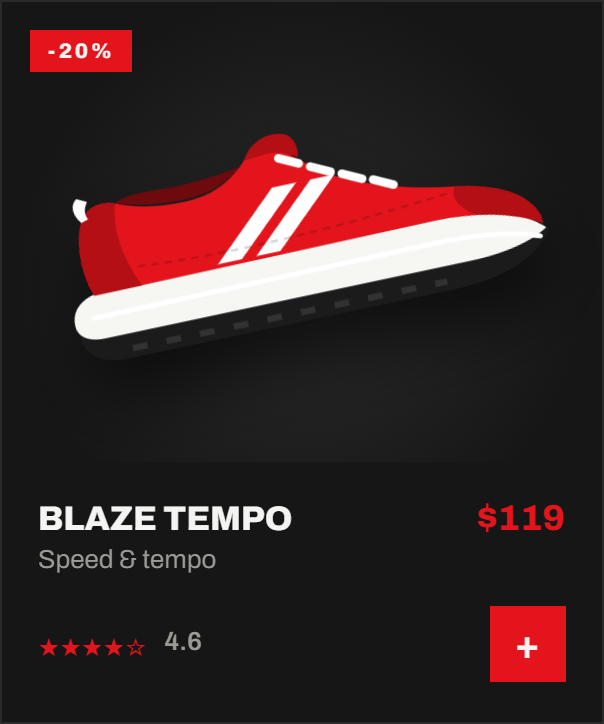 -20%
BLAZE TEMPO
$119
Speed & tempo
★★★★☆ 4.6
+